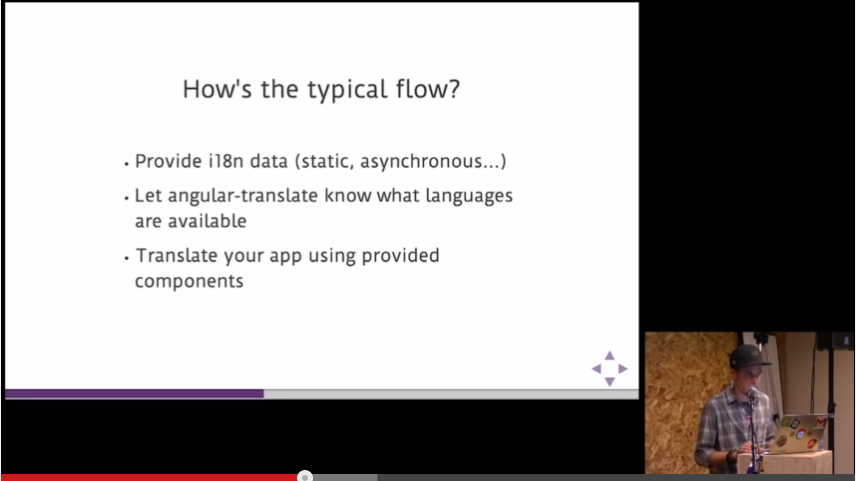 How's the typical flow?
• Provide i18n data (static, asynchronous...)
• Let angular-translate know what languages
are available
• Translate your app using provided
components